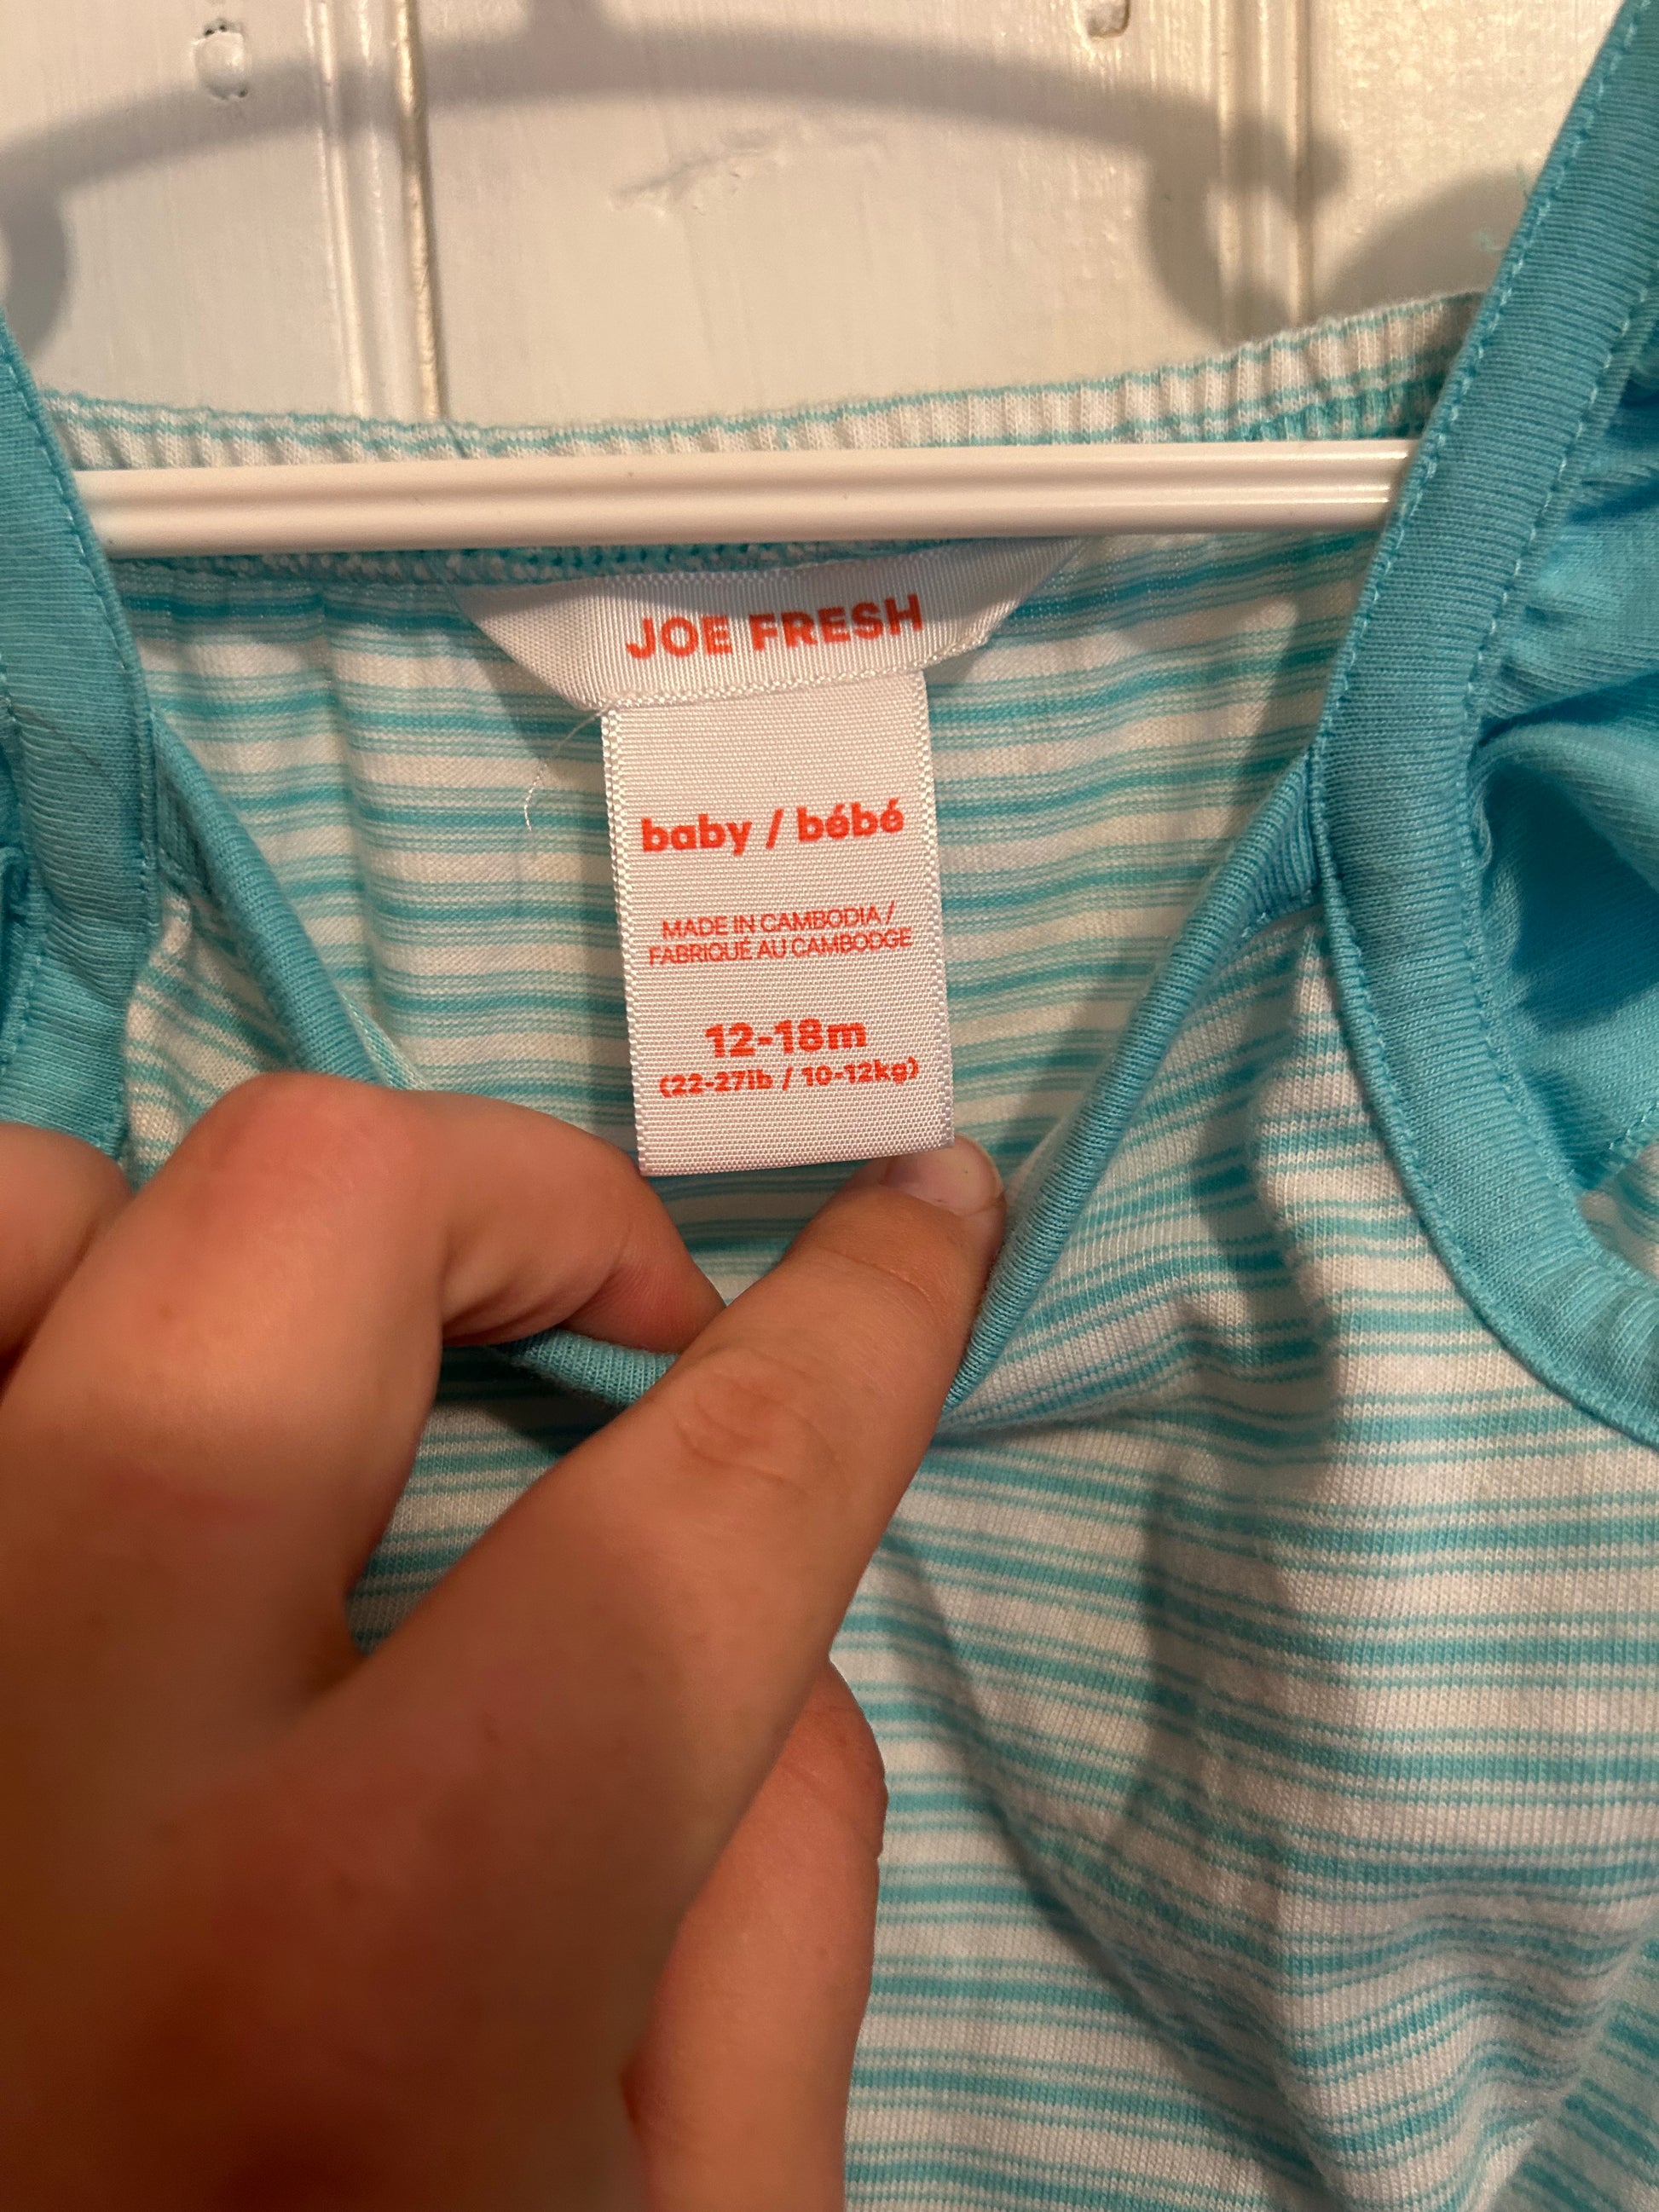 JOE FRESH
baby / bébé
MADE IN CAMBODIA /
FABRIQUÉ AU CAMBODGE
12-18m
(22-27lb / 10-12kg)